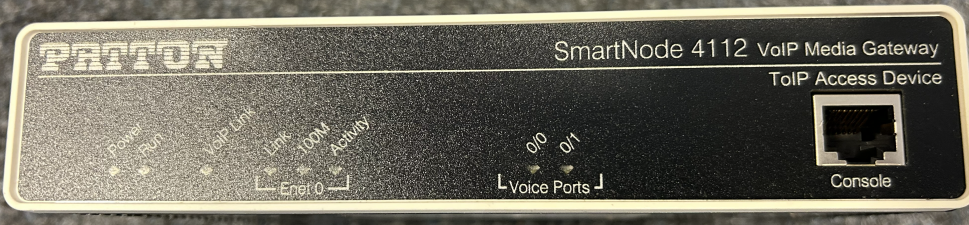 PATTON
SmartNode 4112 VoIP Media Gateway
ToIP Access Device
Power
Run
VoIP Link
Link
100M
Activity
Enet 0
0/0
0/1
Voice Ports
Console